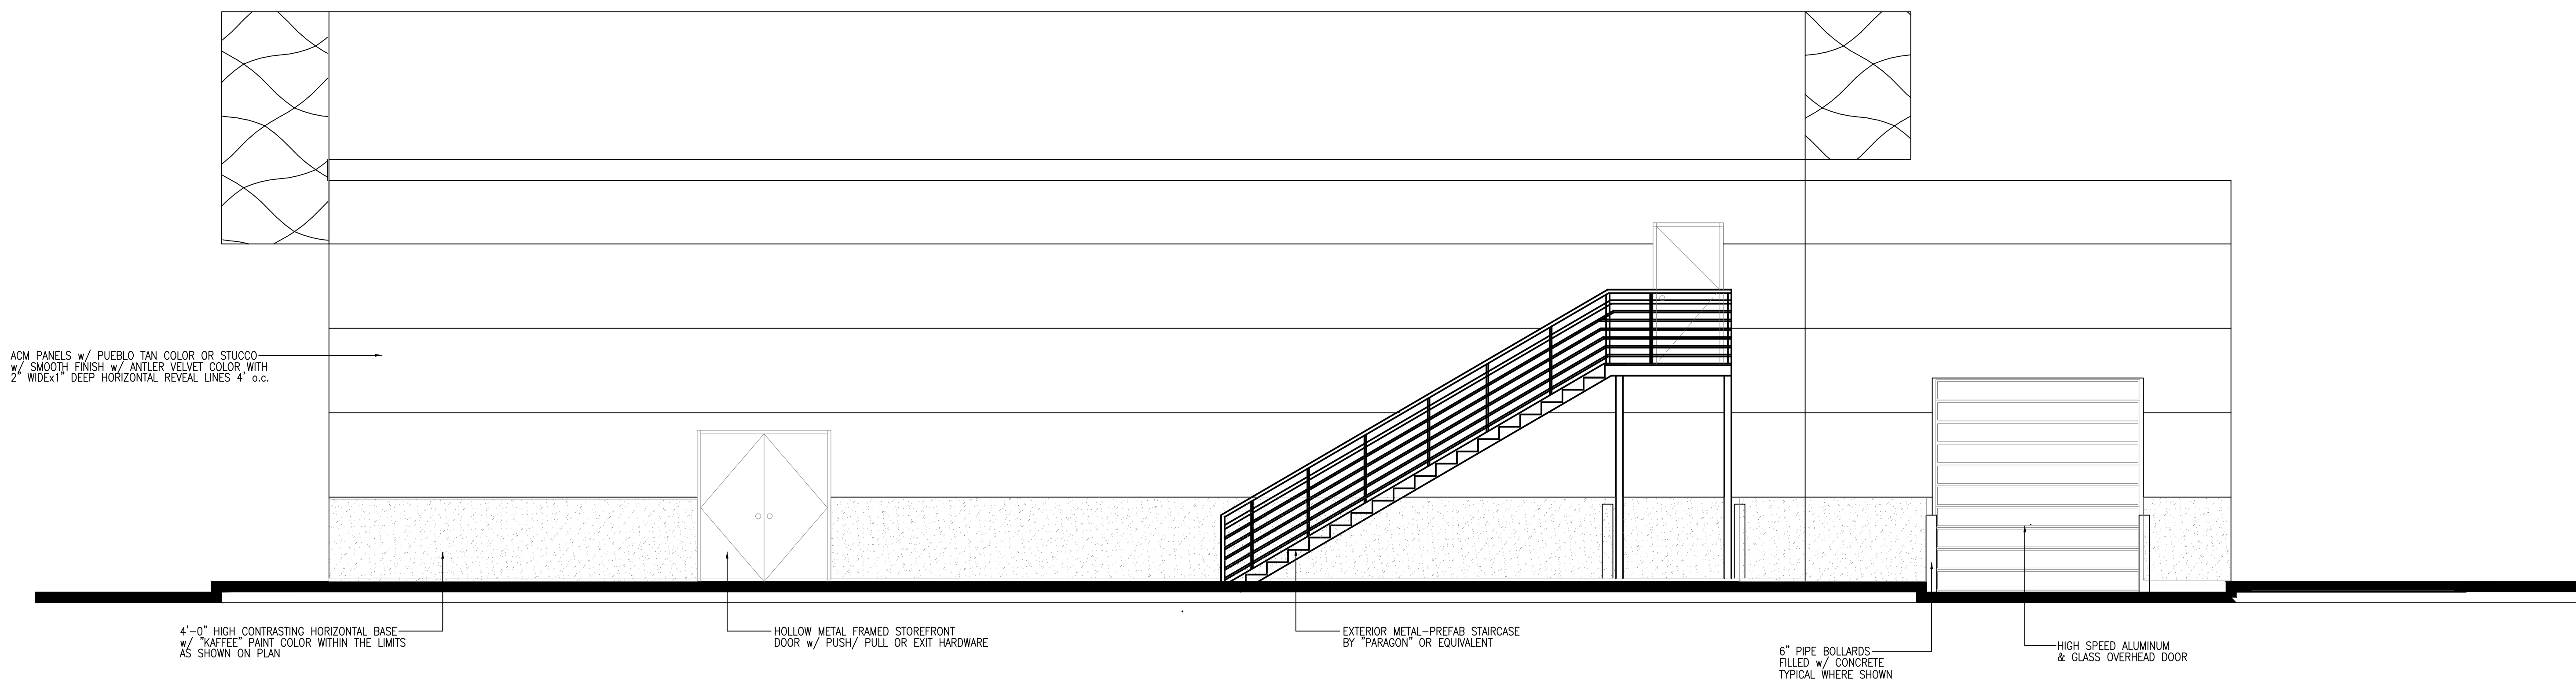 ACM PANELS w/ PUEBLO TAN COLOR OR STUCCO
w/ SMOOTH FINISH w/ ANTLER VELVET COLOR WITH
2" WIDEx1" DEEP HORIZONTAL REVEAL LINES 4' o.c.
4'-0" HIGH CONTRASTING HORIZONTAL BASE
w/ "KAFFEE" PAINT COLOR WITHIN THE LIMITS
AS SHOWN ON PLAN
HOLLOW METAL FRAMED STOREFRONT
DOOR w/ PUSH/ PULL OR EXIT HARDWARE
EXTERIOR METAL-PREFAB STAIRCASE
BY "PARAGON" OR EQUIVALENT
6" PIPE BOLLARDS
FILLED w/ CONCRETE
TYPICAL WHERE SHOWN
HIGH SPEED ALUMINUM
& GLASS OVERHEAD DOOR